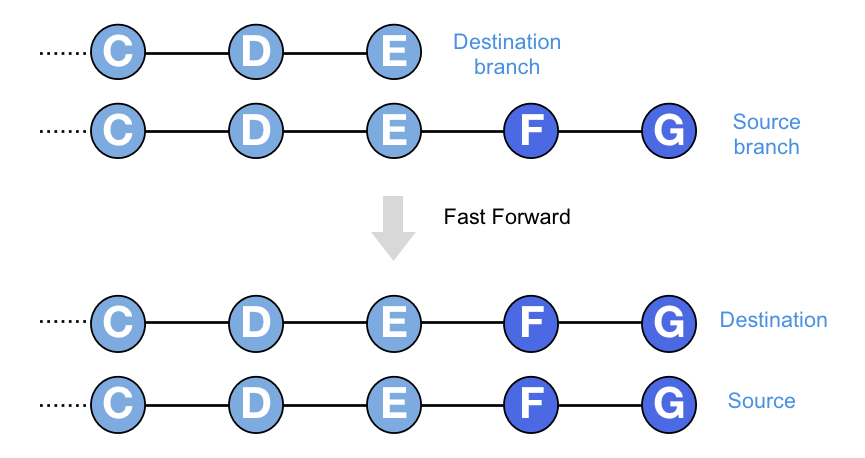 C D E Destination
branch
C D E F G Source
branch
Fast Forward
C D E F G Destination
C D E F G Source